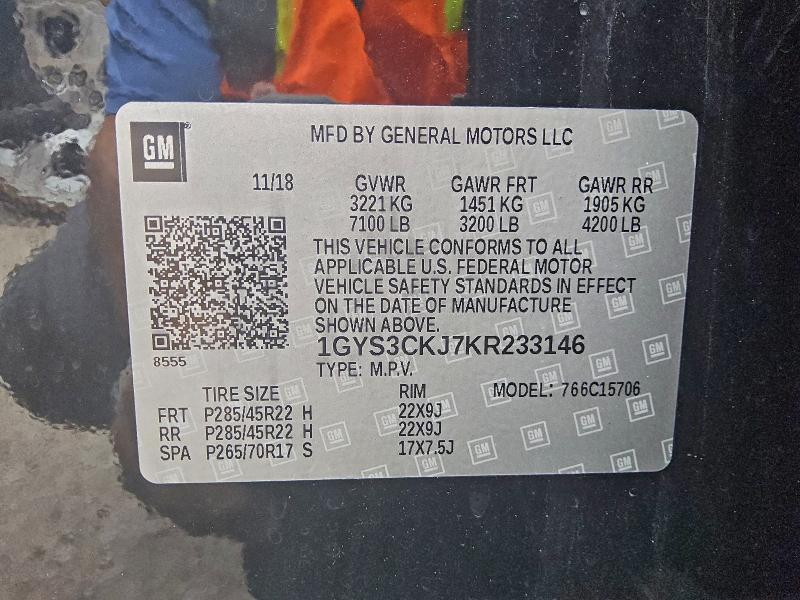 GM
MFD BY GENERAL MOTORS LLC
11/18 GVWR GAWR FRT GAWR RR
3221 KG 1451 KG 1905 KG
7100 LB 3200 LB 4200 LB
THIS VEHICLE CONFORMS TO ALL
APPLICABLE U.S. FEDERAL MOTOR
VEHICLE SAFETY STANDARDS IN EFFECT
ON THE DATE OF MANUFACTURE
SHOWN ABOVE.
8555
1GYS3CKJ7KR233146
TYPE: M.P.V.
TIRE SIZE RIM MODEL: 766C15706
FRT P285/45R22 H 22X9J
RR P285/45R22 H 22X9J
SPA P265/70R17 S 17X7.5J